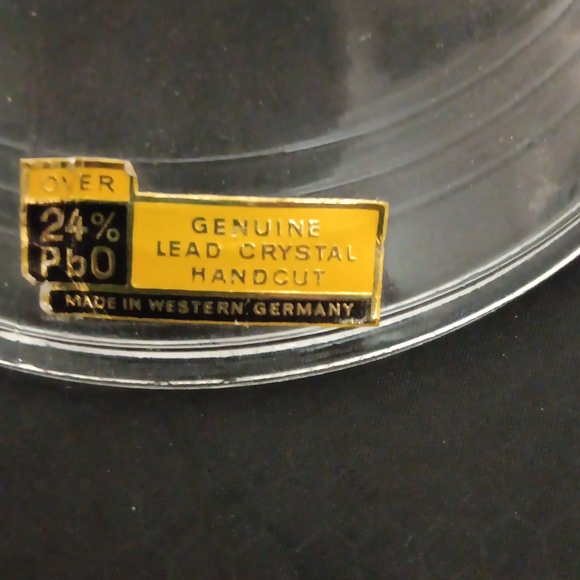 OVER
24%
PbO
GENUINE
LEAD CRYSTAL
HANDCUT
MADE IN WESTERN GERMANY